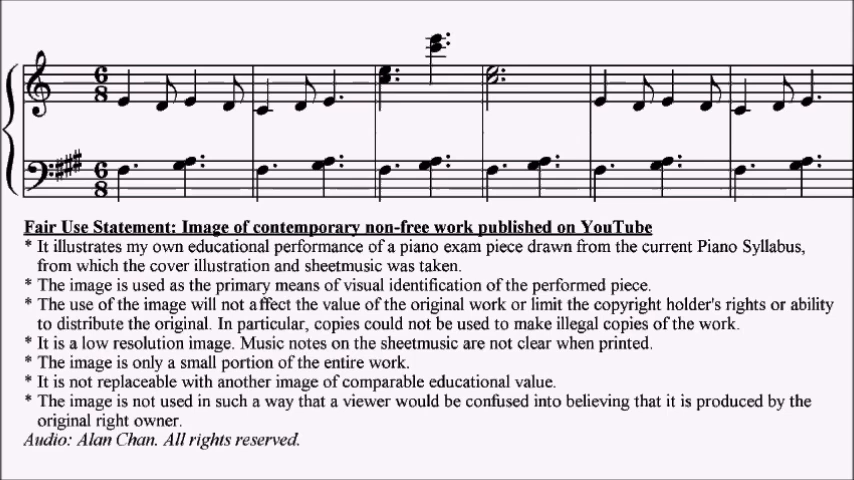 6 8
6 8
Fair Use Statement: Image of contemporary non-free work published on YouTube
* It illustrates my own educational performance of a piano exam piece drawn from the current Piano Syllabus,
from which the cover illustration and sheetmusic was taken.
* The image is used as the primary means of visual identification of the performed piece.
* The use of the image will not affect the value of the original work or limit the copyright holder's rights or ability
to distribute the original. In particular, copies could not be used to make illegal copies of the work.
* It is a low resolution image. Music notes on the sheetmusic are not clear when printed.
* The image is only a small portion of the entire work.
* It is not replaceable with another image of comparable educational value.
* The image is not used in such a way that a viewer would be confused into believing that it is produced by the
original right owner.
Audio: Alan Chan. All rights reserved.